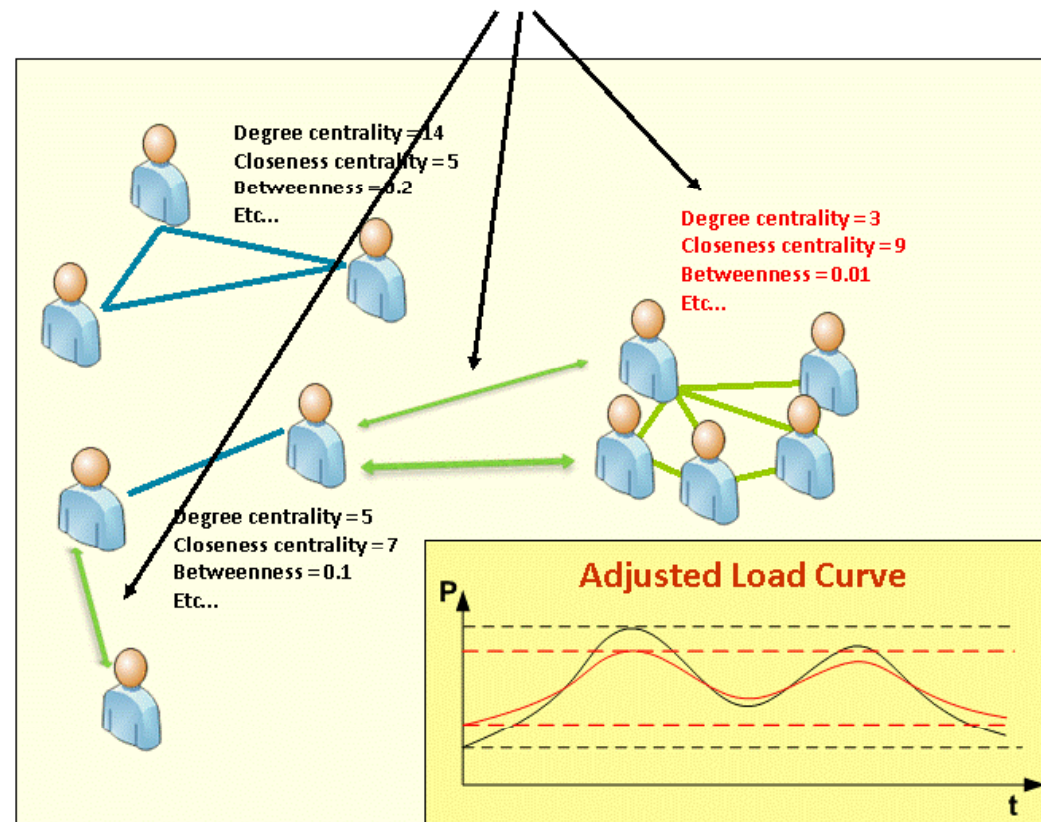 Degree centrality = 14
Closeness centrality = 5
Betweenness = 0.2
Etc...
Degree centrality = 3
Closeness centrality = 9
Betweenness = 0.01
Etc...
Degree centrality = 5
Closeness centrality = 7
Betweenness = 0.1
Etc...
Adjusted Load Curve
P
t